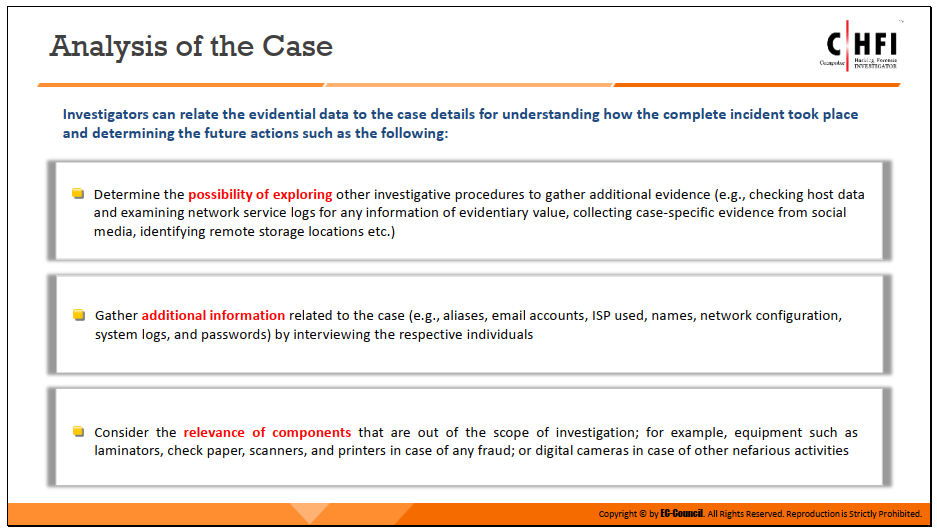 Analysis of the Case
CHFI
Computer Hacking Forensic
INVESTIGATOR
Investigators can relate the evidential data to the case details for understanding how the complete incident took place
and determining the future actions such as the following:
Determine the possibility of exploring other investigative procedures to gather additional evidence (e.g., checking host data
and examining network service logs for any information of evidentiary value, collecting case-specific evidence from social
media, identifying remote storage locations etc.)
Gather additional information related to the case (e.g., aliases, email accounts, ISP used, names, network configuration,
system logs, and passwords) by interviewing the respective individuals
Consider the relevance of components that are out of the scope of investigation; for example, equipment such as
laminators, check paper, scanners, and printers in case of any fraud; or digital cameras in case of other nefarious activities
Copyright © by EC-Council. All Rights Reserved. Reproduction is Strictly Prohibited.